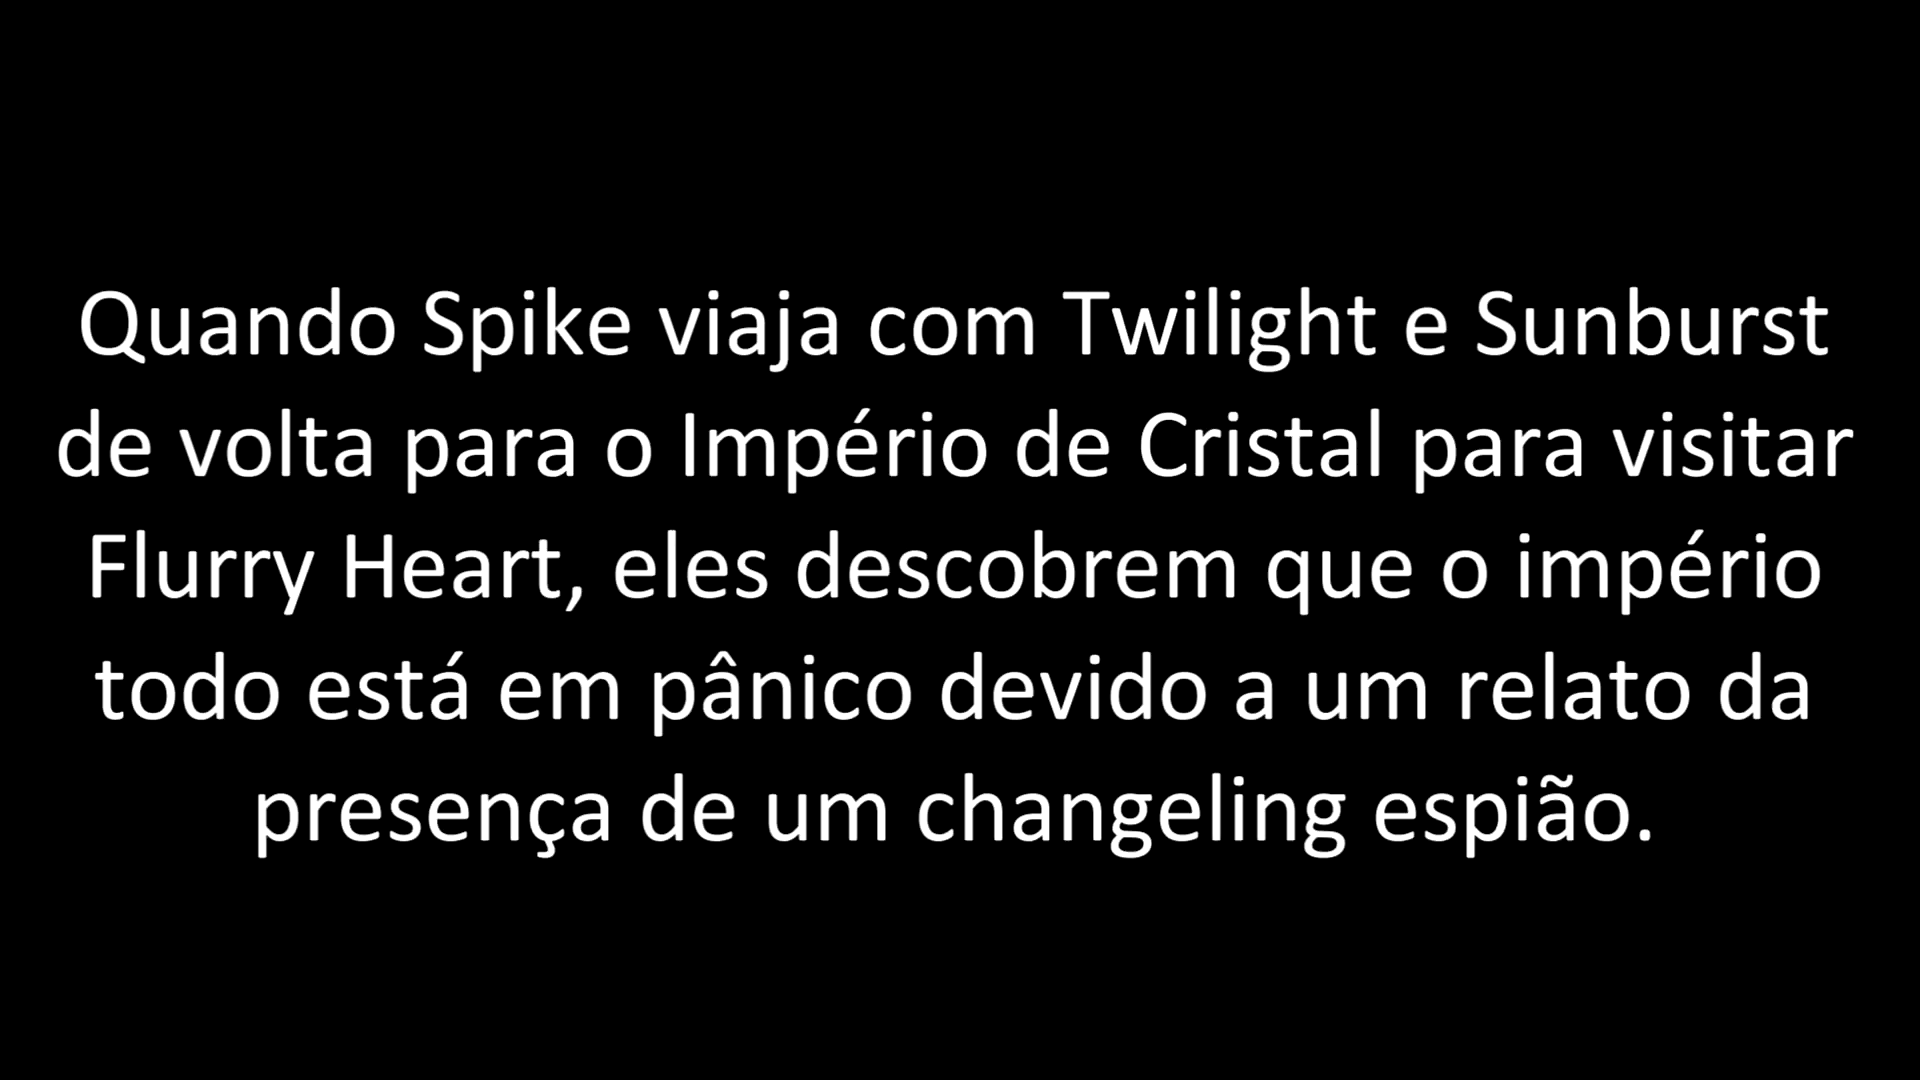 Quando Spike viaja com Twilight e Sunburst
de volta para o Império de Cristal para visitar
Flurry Heart, eles descobrem que o império
todo está em pânico devido a um relato da
presença de um changeling espião.